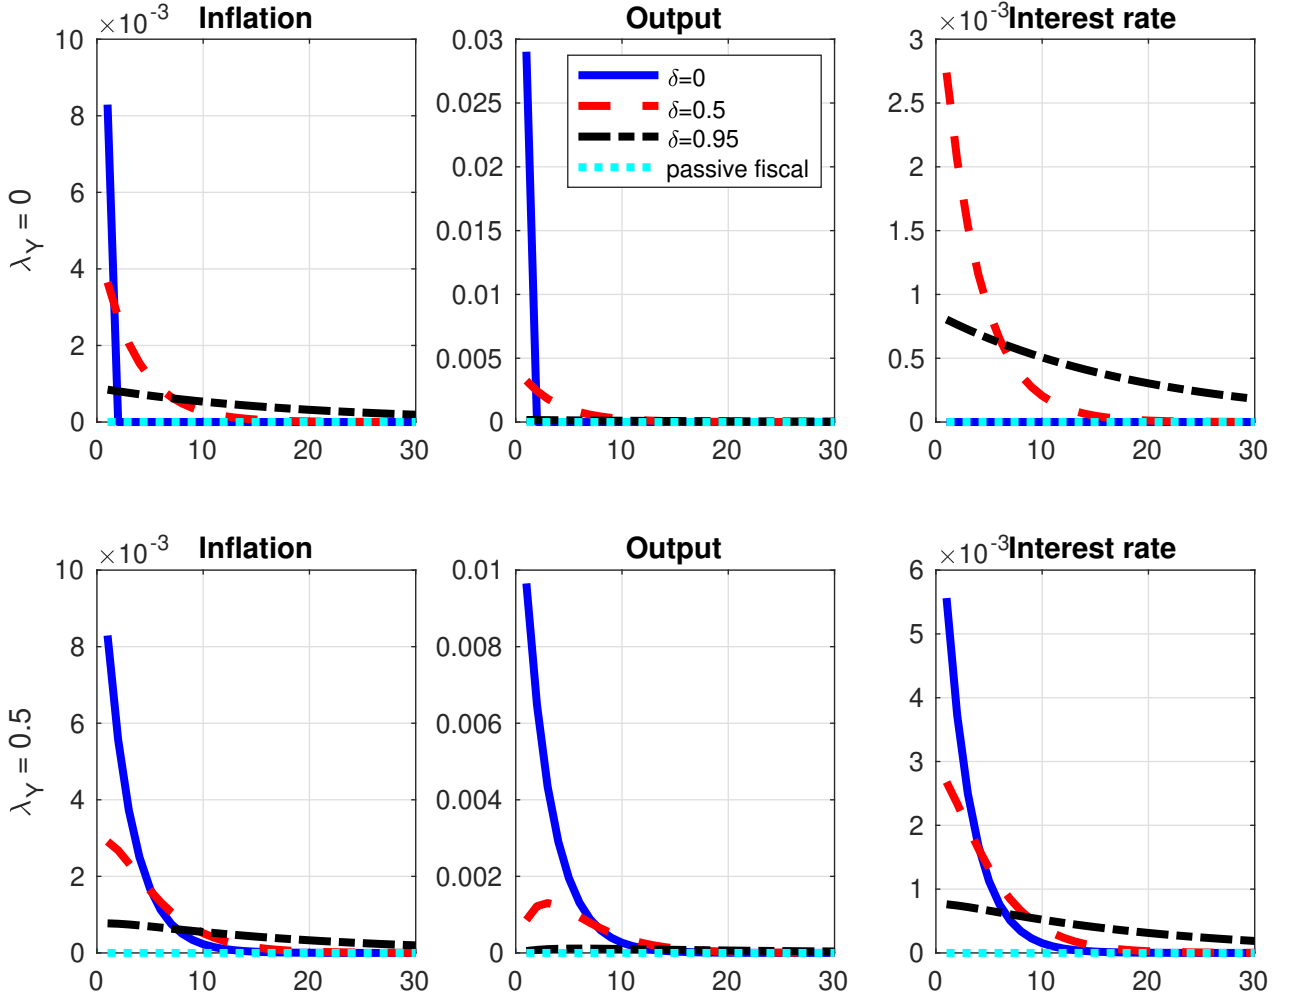 ×10-3 Inflation Output ×10-3 Interest rate
10 0.03 3
8 0.025 2.5
6 0.02 2
4 0.015 1.5
2 0.01 1
0 0.005 0.5
0 0
0 10 20 30 0 10 20 30 0 10 20 30
δ=0
δ=0.5
δ=0.95
passive fiscal
λY = 0
×10-3 Inflation Output ×10-3 Interest rate
10 0.01 6
8 0.008 5
6 0.006 4
4 0.004 3
2 0.002 2
0 0 1
0
0 10 20 30 0 10 20 30 0 10 20 30
λY = 0.5